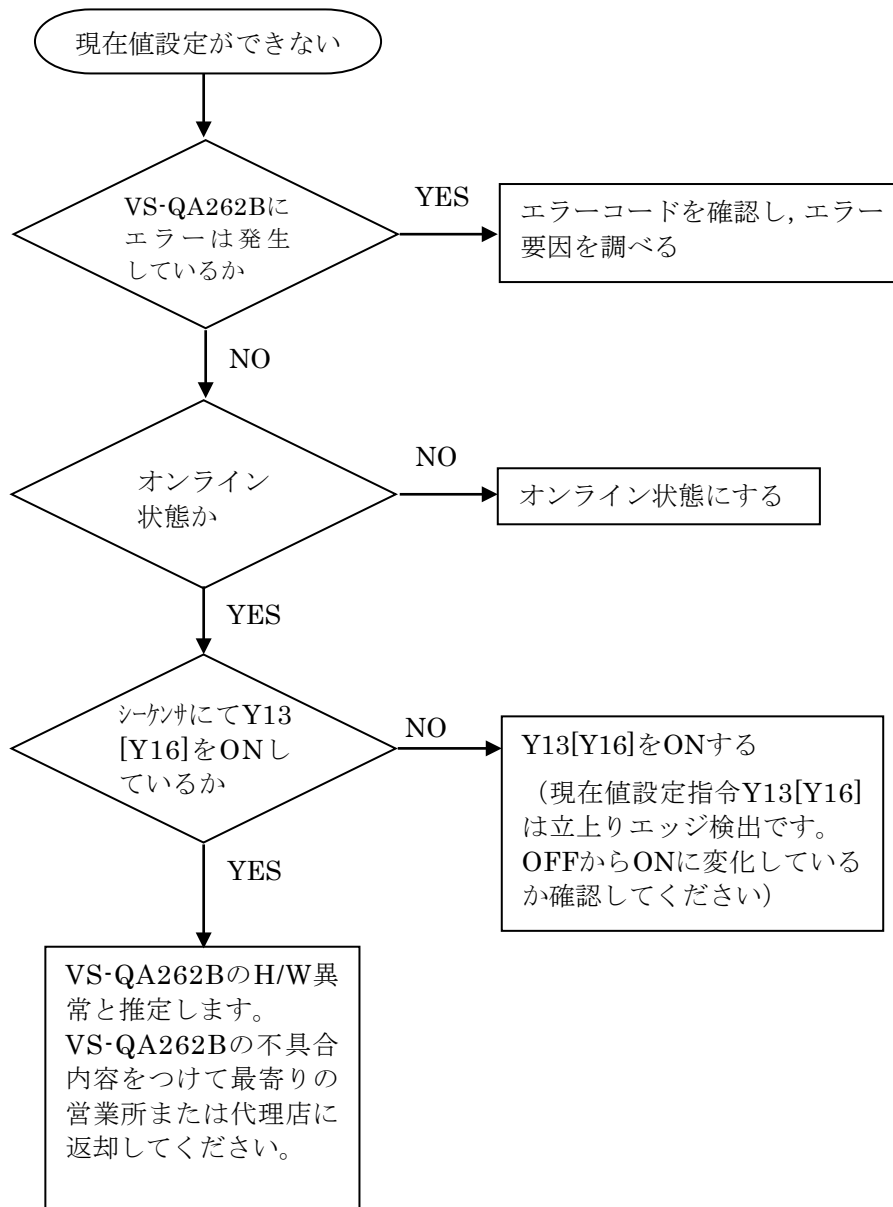 現在値設定ができない
VS-QA262Bに
エラーは発生
しているか
YES
エラーコードを確認し,エラー
要因を調べる
NO
オンライン
状態か
NO
オンライン状態にする
YES
ｼｰｹﾝｻにてY13
[Y16]をONし
ているか
NO
Y13[Y16]をONする
（現在値設定指令Y13[Y16]
は立上りエッジ検出です。
OFFからONに変化している
か確認してください）
YES
VS-QA262BのH/W異
常と推定します。
VS-QA262Bの不具合
内容をつけて最寄りの
営業所または代理店に
返却してください。